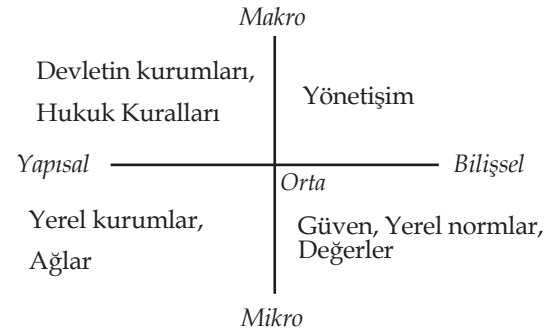 Makro
Devletin kurumları,
Hukuk Kuralları
Yönetişim
Yapısal
Bilişsel
Orta
Yerel kurumlar,
Ağlar
Güven, Yerel normlar,
Değerler
Mikro